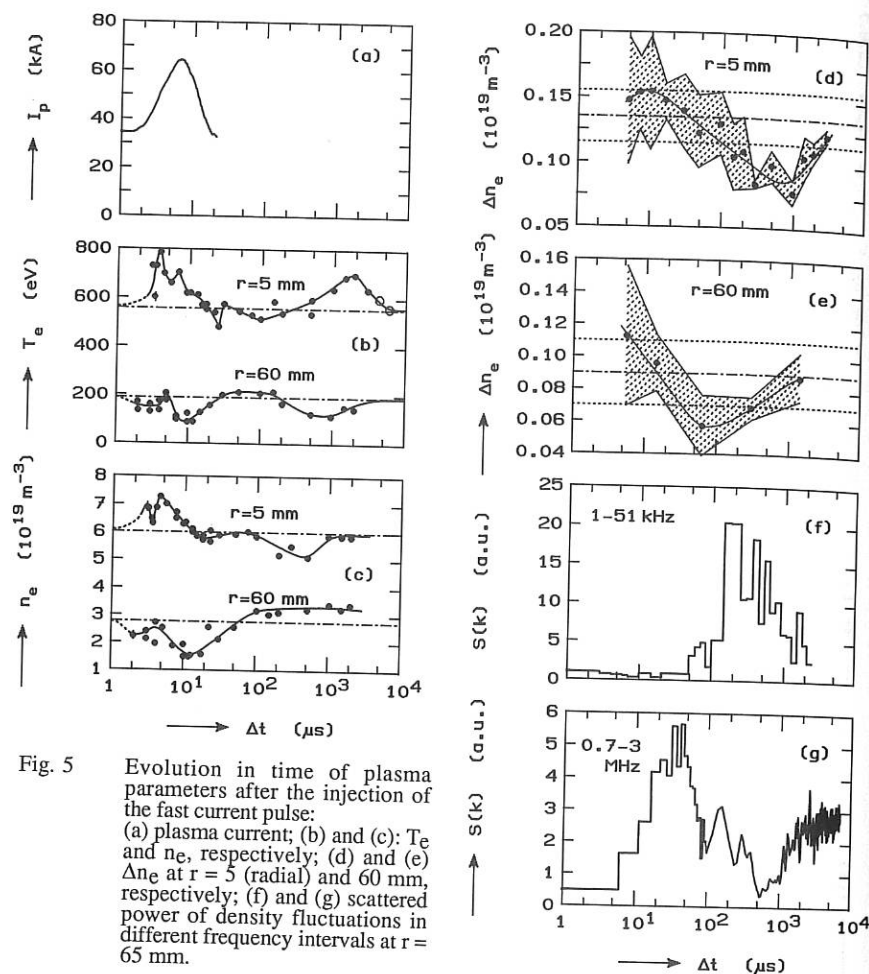 80
60
40
20
0
I_p (kA)
(a)
800
600
400
200
0
T_e (eV)
r=5 mm
(b)
r=60 mm
8
7
6
5
4
3
2
1
n_e (10^19 m^-3)
r=5 mm
(c)
r=60 mm
1 10^1 10^2 10^3 10^4
Δt (μs)
0.20
0.15
0.10
0.05
Δn_e (10^19 m^-3)
r=5 mm
(d)
0.16
0.14
0.12
0.10
0.08
0.06
0.04
Δn_e (10^19 m^-3)
r=60 mm
(e)
25
20
15
10
5
0
S(k) (a.u.)
1-51 kHz
(f)
6
5
4
3
2
1
0
S(k) (a.u.)
0.7-3
MHz
(g)
1 10^1 10^2 10^3 10^4
Δt (μs)
Fig. 5 Evolution in time of plasma
parameters after the injection of
the fast current pulse:
(a) plasma current; (b) and (c): T_e
and n_e, respectively; (d) and (e)
Δn_e at r = 5 (radial) and 60 mm,
respectively; (f) and (g) scattered
power of density fluctuations in
different frequency intervals at r =
65 mm.